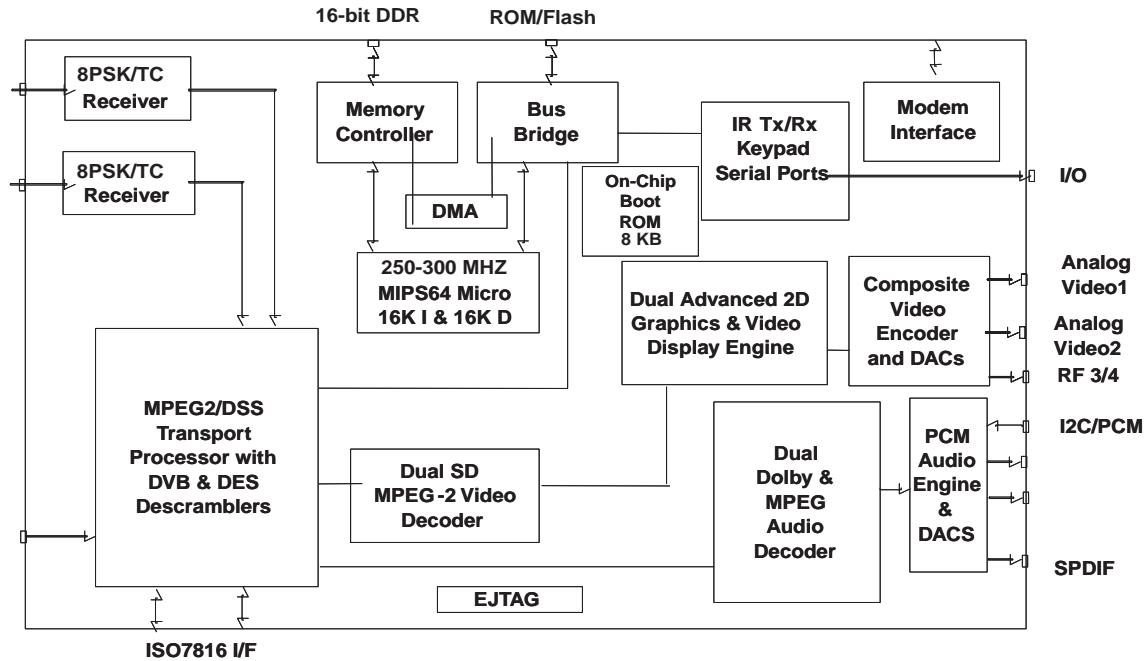 16-bit DDR
ROM/Flash
8PSK/TC
Receiver
Memory
Controller
Bus
Bridge
IR Tx/Rx
Keypad
Serial Ports
Modem
Interface
8PSK/TC
Receiver
DMA
On-Chip
Boot
ROM
8 KB
I/O
250-300 MHZ
MIPS64 Micro
16K I & 16K D
Dual Advanced 2D
Graphics & Video
Display Engine
Composite
Video
Encoder
and DACs
Analog
Video1
Analog
Video2
RF 3/4
MPEG2/DSS
Transport
Processor with
DVB & DES
Descramblers
Dual SD
MPEG-2 Video
Decoder
Dual
Dolby &
MPEG
Audio
Decoder
PCM
Audio
Engine
&
DACS
I2C/PCM
SPDIF
EJTAG
ISO7816 I/F